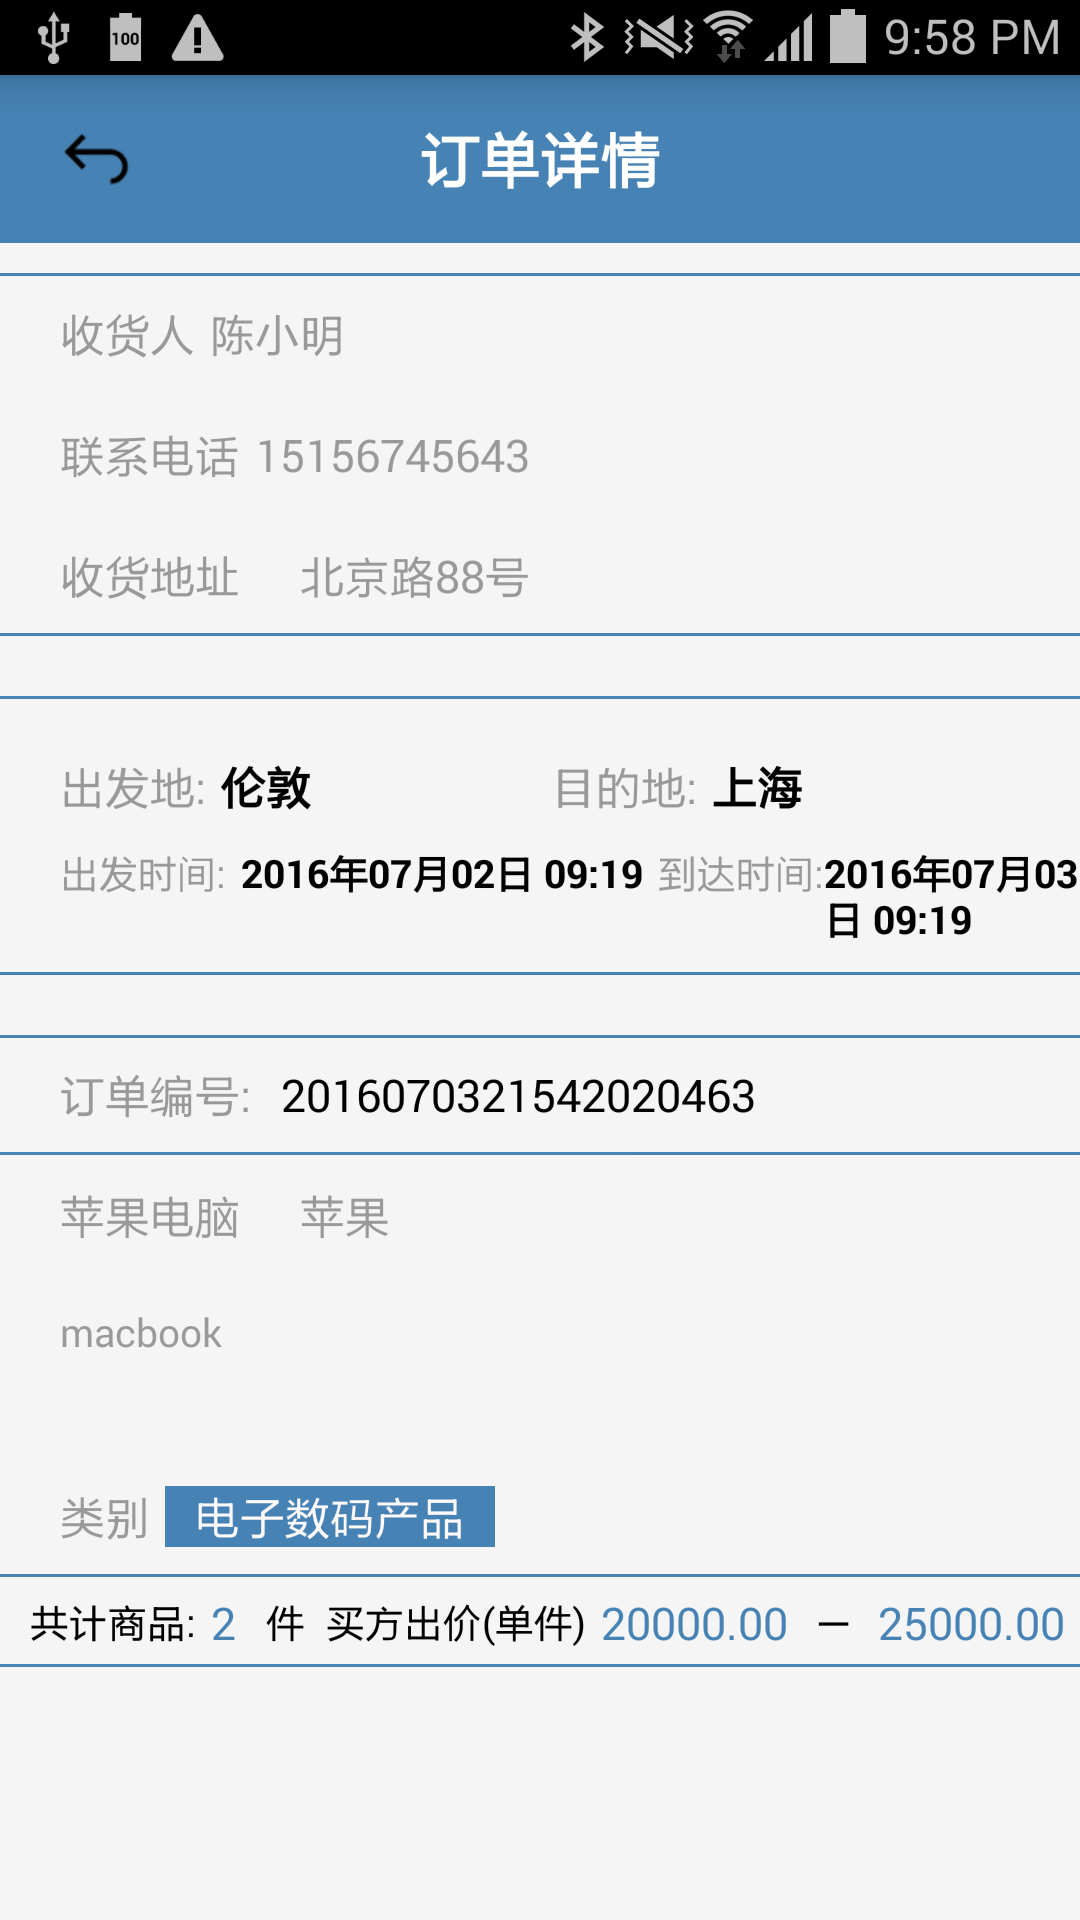 100 9:58 PM
订单详情
收货人 陈小明
联系电话 15156745643
收货地址 北京路88号
出发地: 伦敦 目的地: 上海
出发时间: 2016年07月02日 09:19 到达时间:2016年07月03
日 09:19
订单编号: 2016070321542020463
苹果电脑 苹果
macbook
类别 电子数码产品
共计商品: 2 件 买方出价(单件) 20000.00 — 25000.00